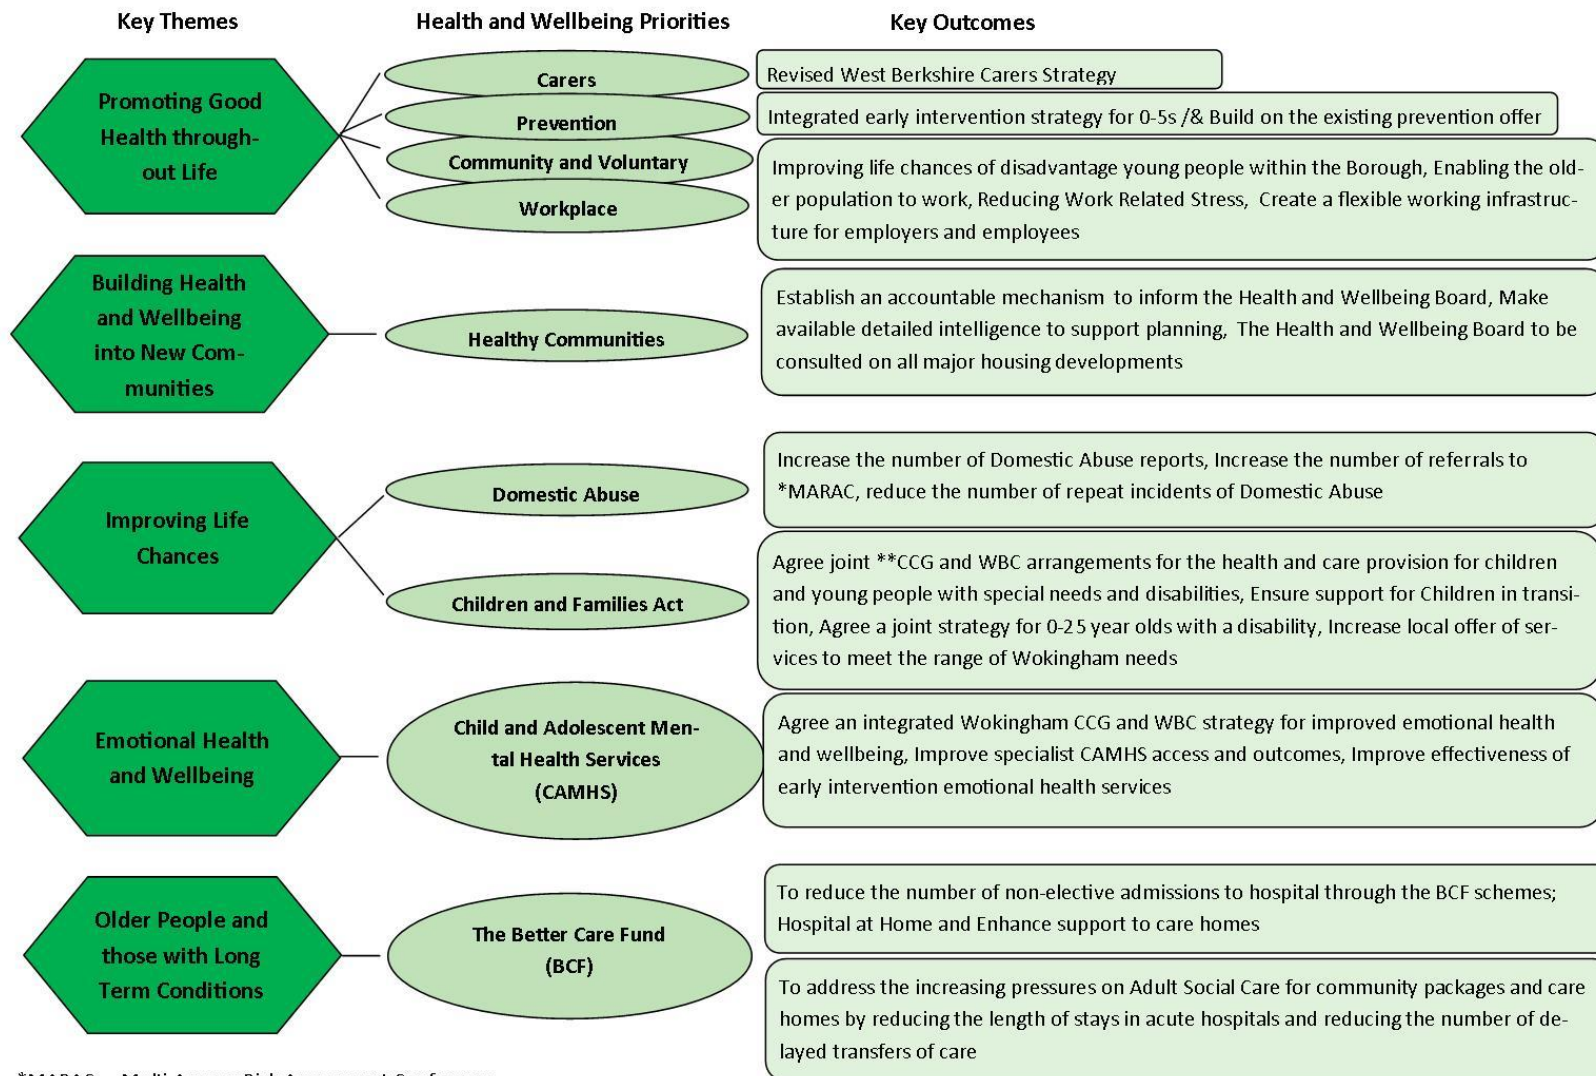 Key Themes
Health and Wellbeing Priorities
Key Outcomes
Promoting Good
Health through-
out Life
Carers
Prevention
Community and Voluntary
Workplace
Revised West Berkshire Carers Strategy
Integrated early intervention strategy for 0-5s /& Build on the existing prevention offer
Improving life chances of disadvantage young people within the Borough, Enabling the old-
er population to work, Reducing Work Related Stress, Create a flexible working infrastruc-
ture for employers and employees
Building Health
and Wellbeing
into New Com-
munities
Healthy Communities
Establish an accountable mechanism to inform the Health and Wellbeing Board, Make
available detailed intelligence to support planning, The Health and Wellbeing Board to be
consulted on all major housing developments
Improving Life
Chances
Domestic Abuse
Increase the number of Domestic Abuse reports, Increase the number of referrals to
*MARAC, reduce the number of repeat incidents of Domestic Abuse
Children and Families Act
Agree joint **CCG and WBC arrangements for the health and care provision for children
and young people with special needs and disabilities, Ensure support for Children in transi-
tion, Agree a joint strategy for 0-25 year olds with a disability, Increase local offer of ser-
vices to meet the range of Wokingham needs
Emotional Health
and Wellbeing
Child and Adolescent Men-
tal Health Services
(CAMHS)
Agree an integrated Wokingham CCG and WBC strategy for improved emotional health
and wellbeing, Improve specialist CAMHS access and outcomes, Improve effectiveness of
early intervention emotional health services
Older People and
those with Long
Term Conditions
The Better Care Fund
(BCF)
To reduce the number of non-elective admissions to hospital through the BCF schemes;
Hospital at Home and Enhance support to care homes
To address the increasing pressures on Adult Social Care for community packages and care
homes by reducing the length of stays in acute hospitals and reducing the number of de-
layed transfers of care